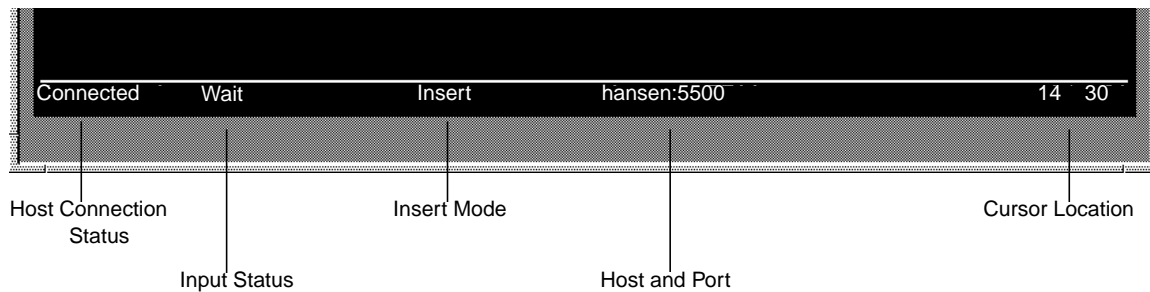 Connected Wait Insert hansen:5500 14 30
Host Connection Status
Insert Mode
Cursor Location
Input Status
Host and Port